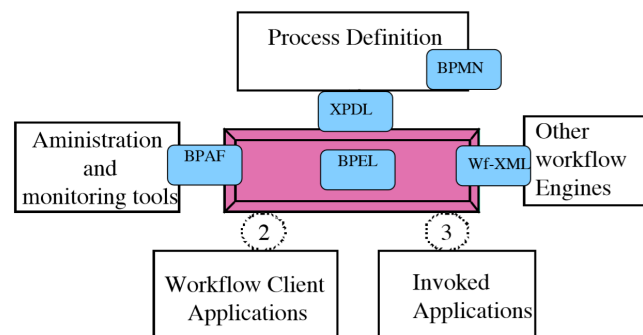 Process Definition
BPMN
XPDL
Aministration
and
monitoring tools
BPAF
BPEL
Wf-XML
Other
workflow
Engines
2
3
Workflow Client
Applications
Invoked
Applications